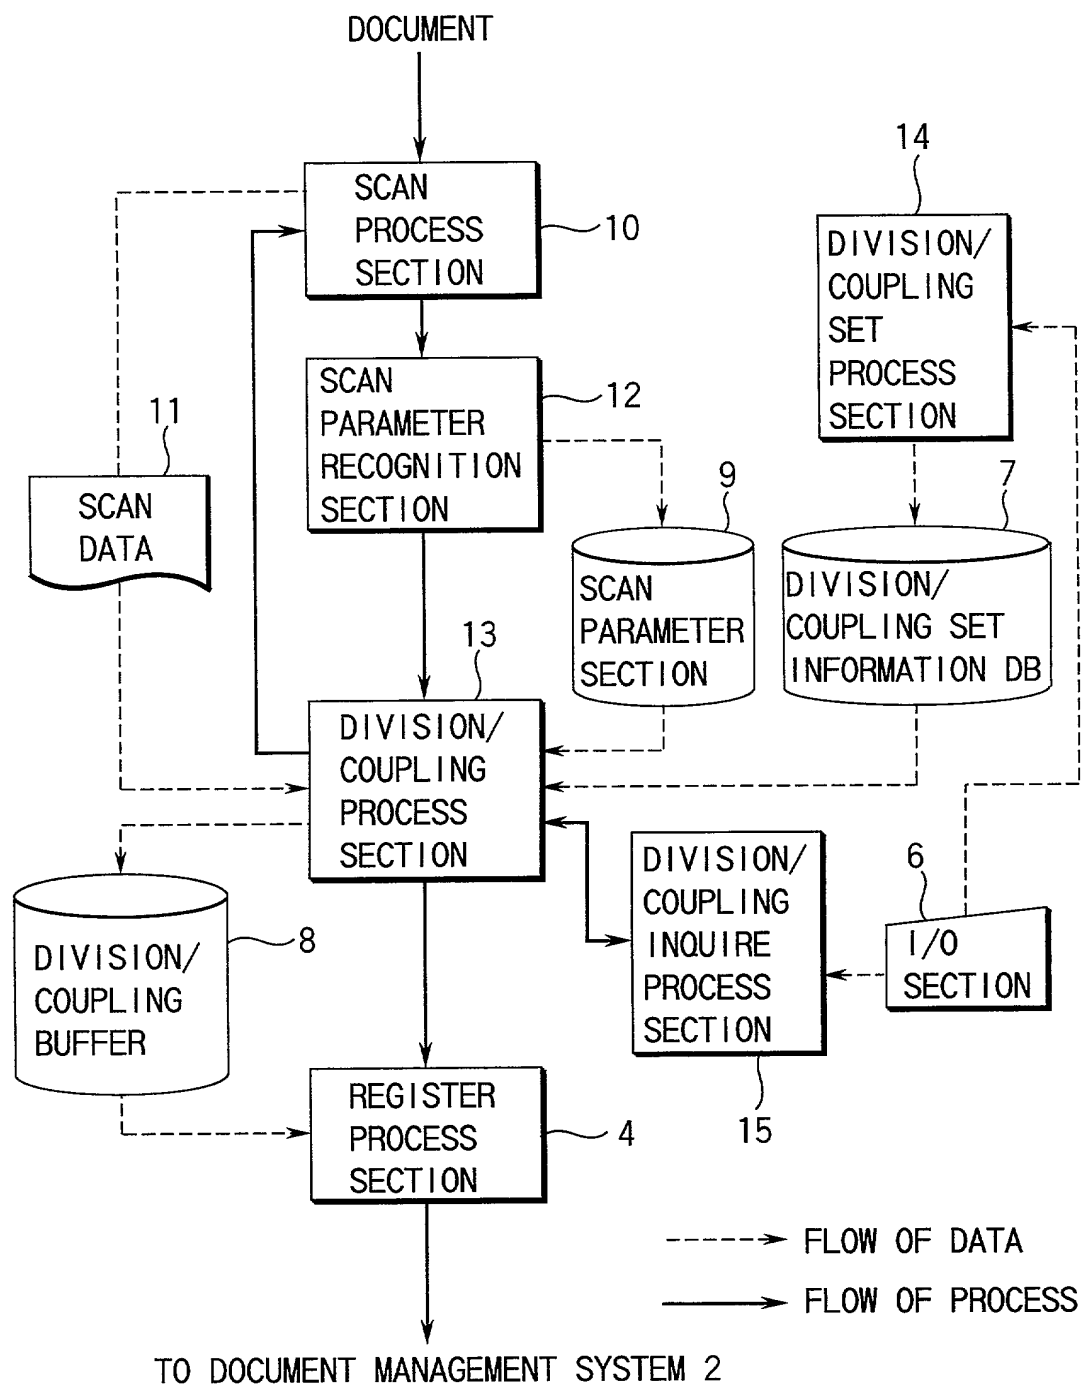 DOCUMENT
SCAN
PROCESS
SECTION
10
14
DIVISION/
COUPLING
SET
PROCESS
SECTION
SCAN
PARAMETER
RECOGNITION
SECTION
12
11
SCAN
DATA
9
SCAN
PARAMETER
SECTION
7
DIVISION/
COUPLING SET
INFORMATION DB
13
DIVISION/
COUPLING
PROCESS
SECTION
DIVISION/
COUPLING
INQUIRE
PROCESS
SECTION
15
6
I/O
SECTION
8
DIVISION/
COUPLING
BUFFER
REGISTER
PROCESS
SECTION
4
FLOW OF DATA
FLOW OF PROCESS
TO DOCUMENT MANAGEMENT SYSTEM 2